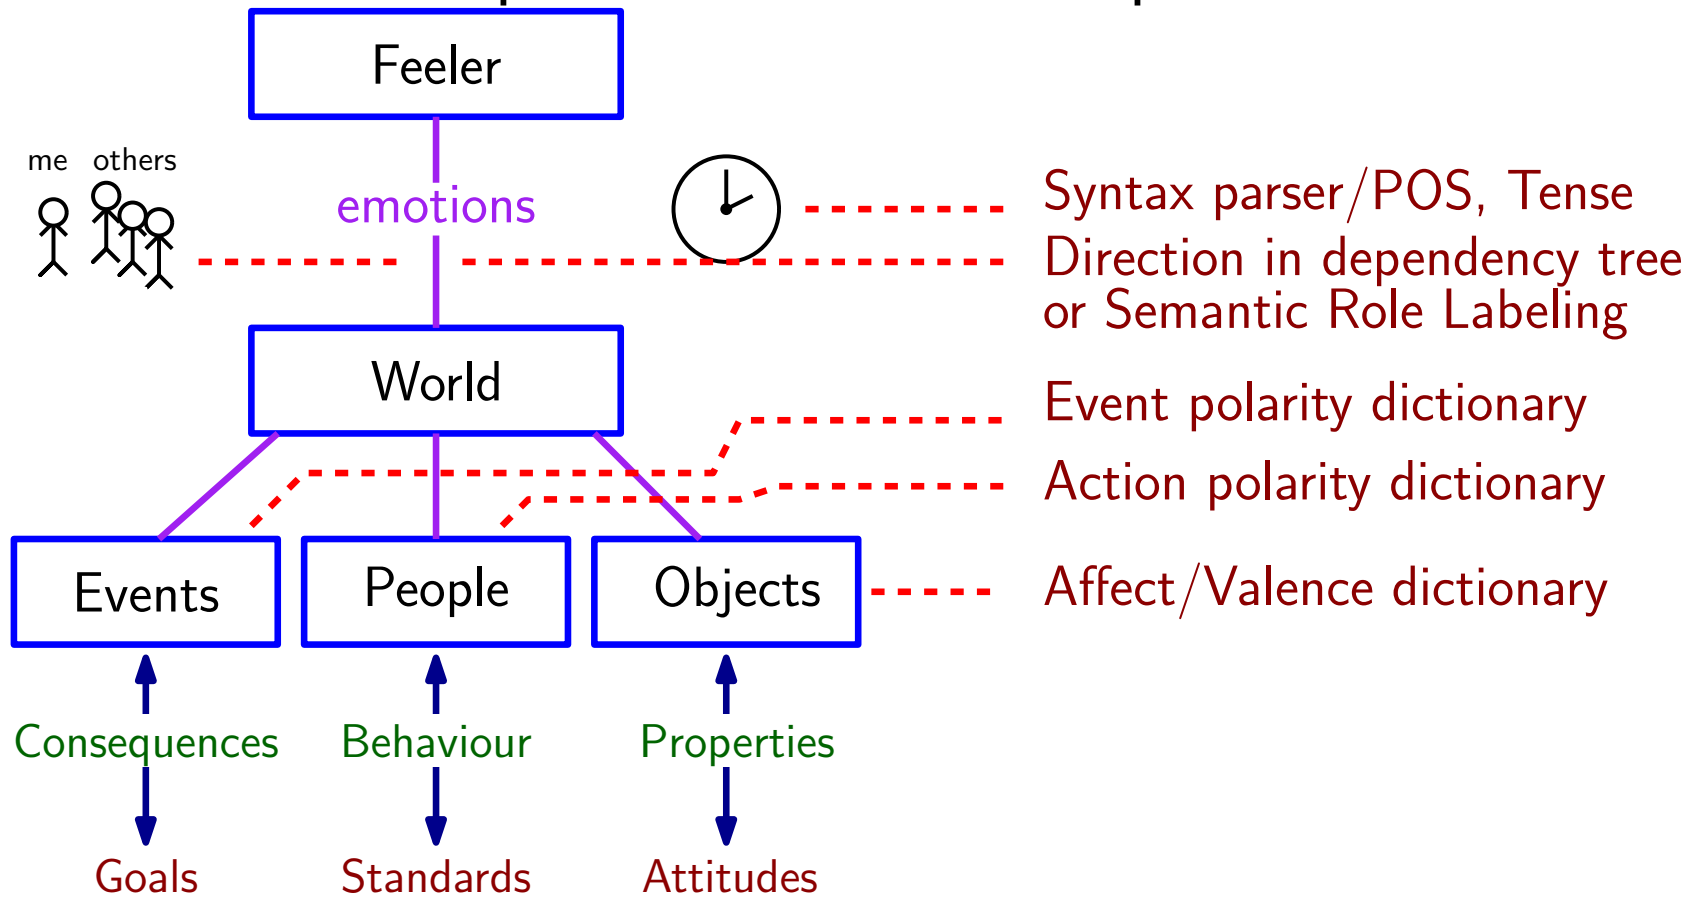 Feeler
me others
emotions
Syntax parser/POS, Tense
Direction in dependency tree
or Semantic Role Labeling
World
Event polarity dictionary
Action polarity dictionary
Events
People
Objects
Affect/Valence dictionary
Consequences
Behaviour
Properties
Goals
Standards
Attitudes